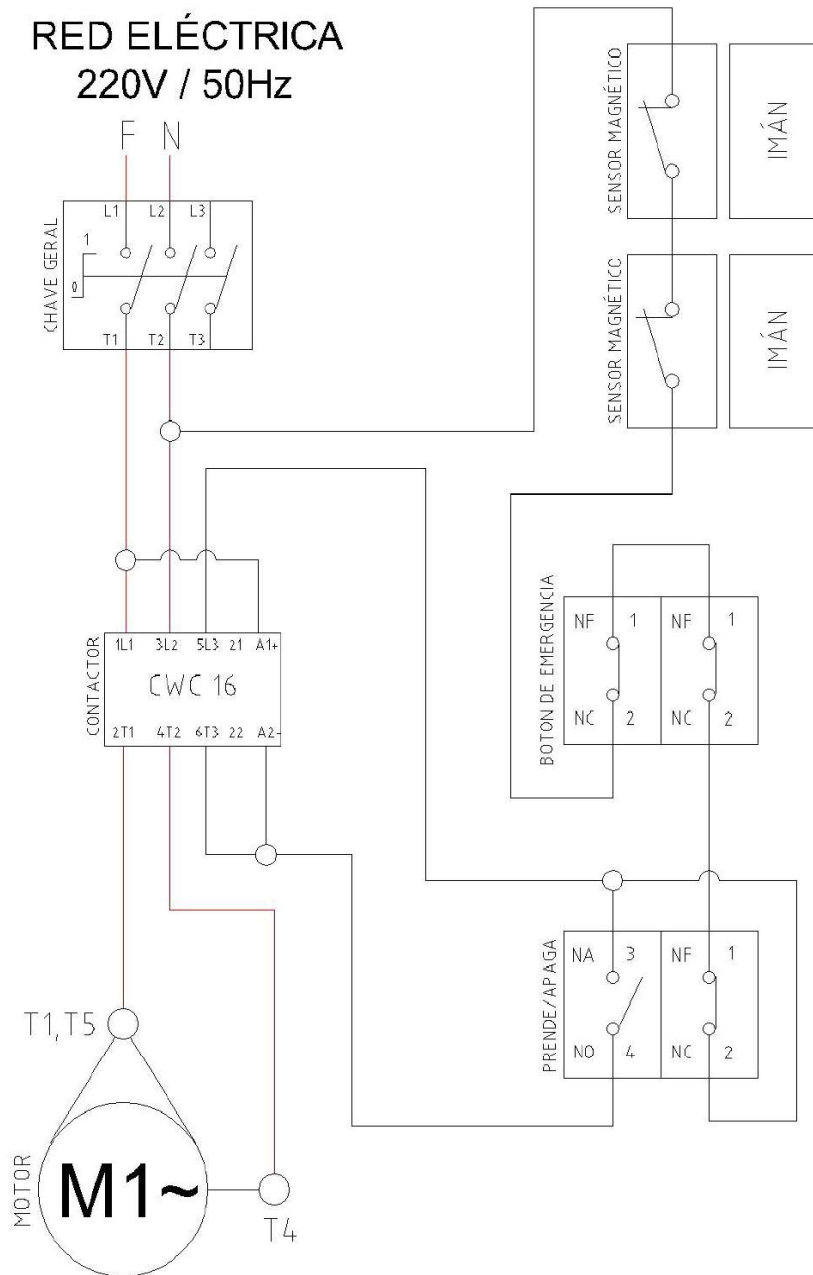 RED ELÉCTRICA
220V / 50Hz
F N
L1 L2 L3
1
0
CHAVE GERAL
T1 T2 T3
SENSOR MAGNÉTICO
IMÁN
SENSOR MAGNÉTICO
IMÁN
1L1 3L2 5L3 21 A1+
CONTACTOR
CWC 16
2T1 4T2 6T3 22 A2-
BOTON DE EMERGENCIA
NF 1 NF 1
NC 2 NC 2
PRENDE/APAGA
NA 3 NF 1
NO 4 NC 2
T1,T5
MOTOR
M1~
T4